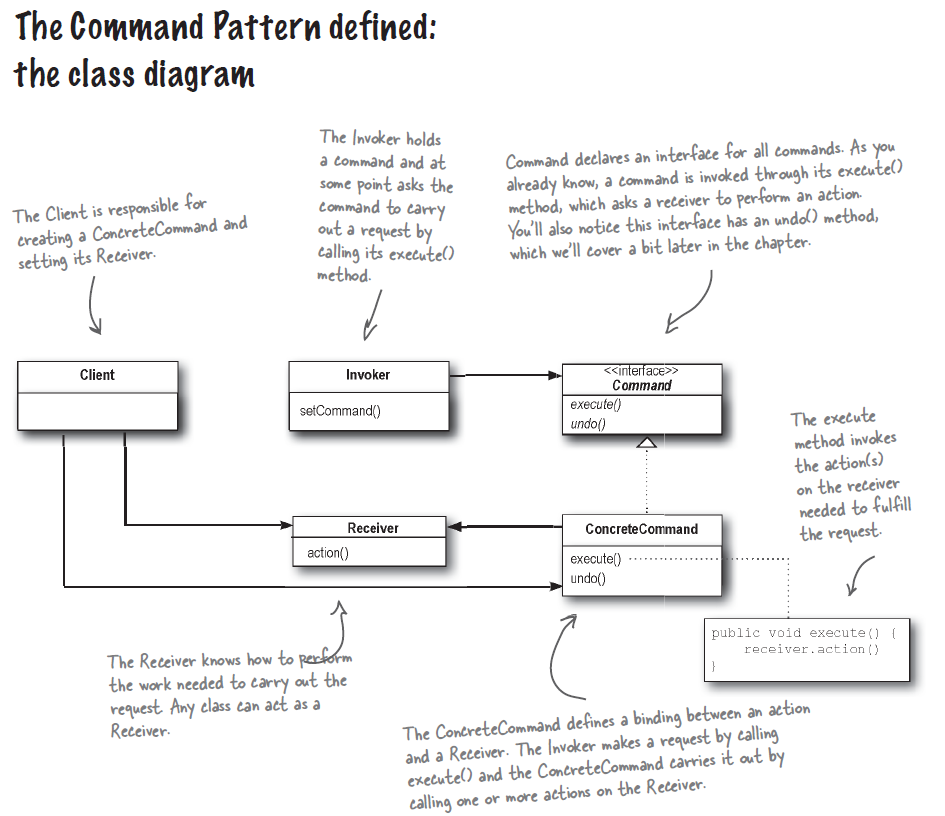 The Command Pattern defined:
the class diagram
The Client is responsible for
creating a ConcreteCommand and
setting its Receiver.
The Invoker holds
a command and at
some point asks the
command to carry
out a request by
calling its execute()
method.
Command declares an interface for all commands. As you
already know, a command is invoked through its execute()
method, which asks a receiver to perform an action.
You'll also notice this interface has an undo() method,
which we'll cover a bit later in the chapter.
Client
Invoker
setCommand()
<<interface>>
Command
execute()
undo()
The execute
method invokes
the action(s)
on the receiver
needed to fulfill
the request.
Receiver
action()
ConcreteCommand
execute()
undo()
public void execute() {
receiver.action()
}
The Receiver knows how to perform
the work needed to carry out the
request. Any class can act as a
Receiver.
The ConcreteCommand defines a binding between an action
and a Receiver. The Invoker makes a request by calling
execute() and the ConcreteCommand carries it out by
calling one or more actions on the Receiver.